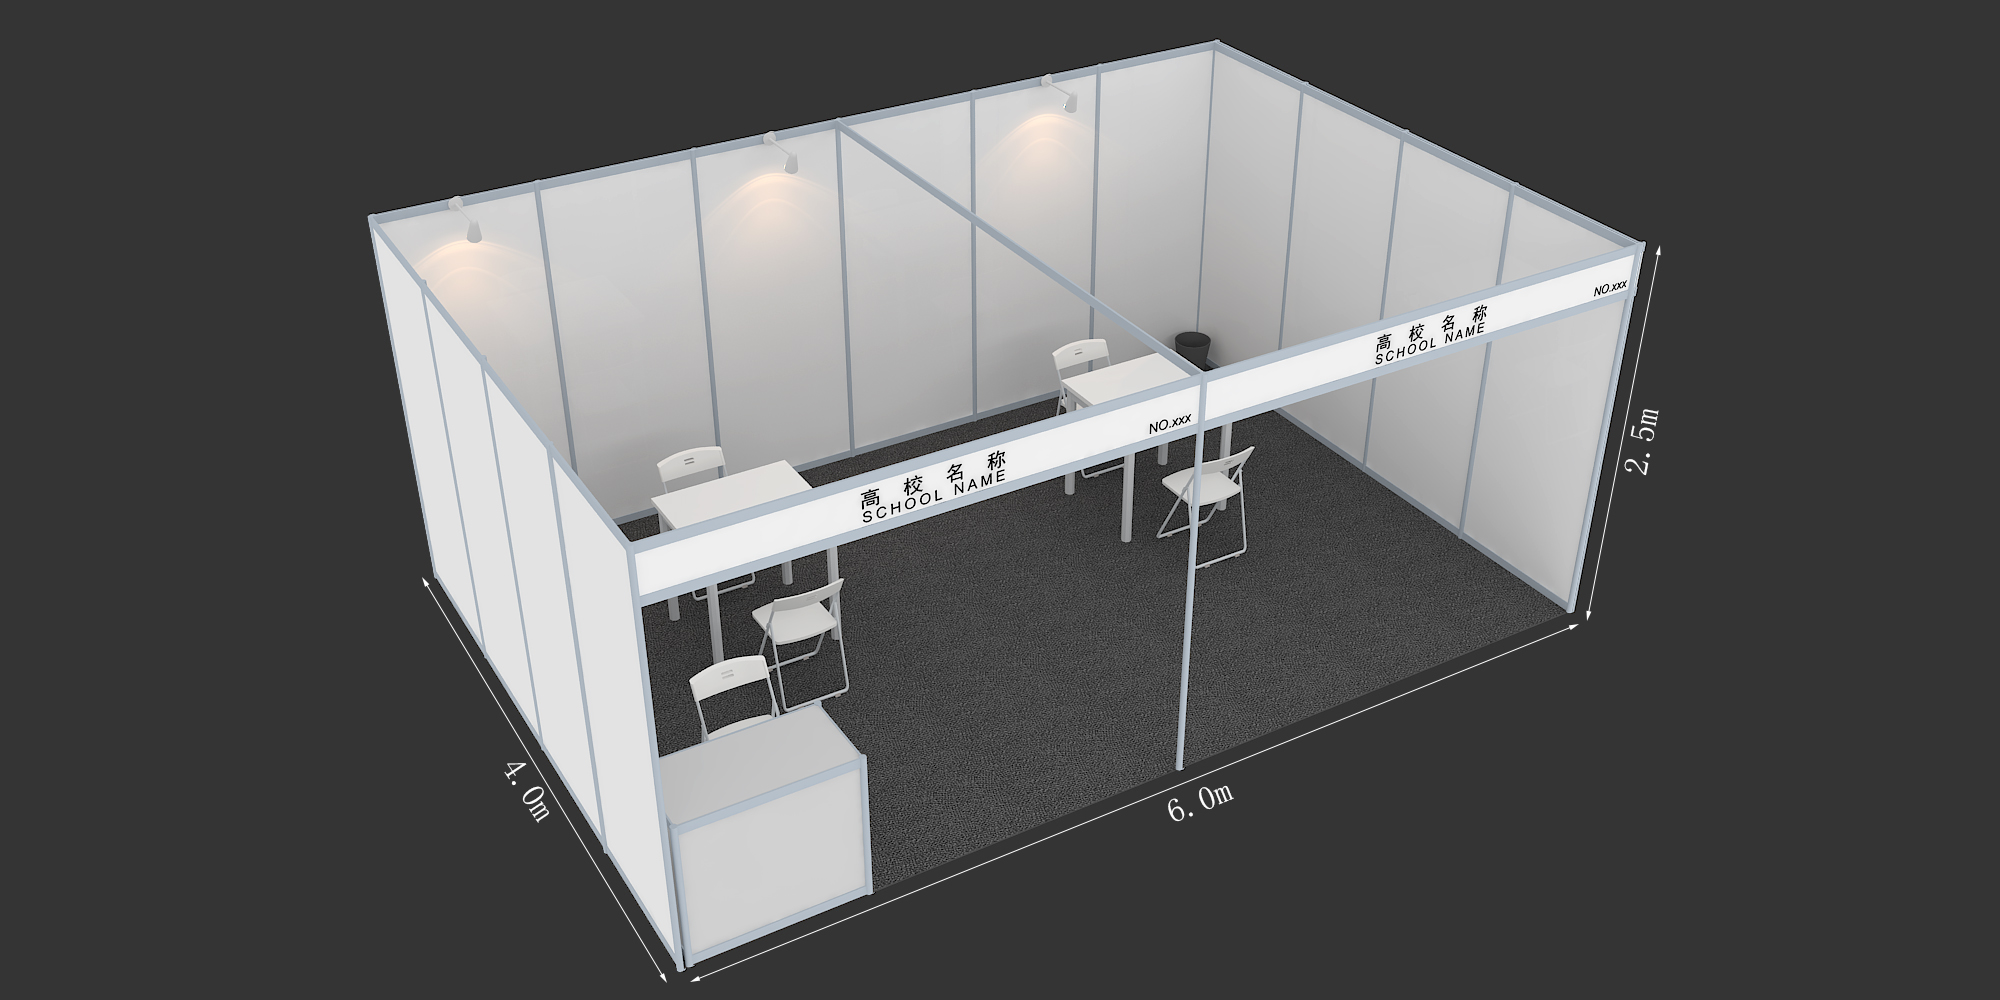 高校名称
SCHOOL NAME
NO.xxx
高校名称
SCHOOL NAME
NO.xxx
2.5m
4.0m
6.0m